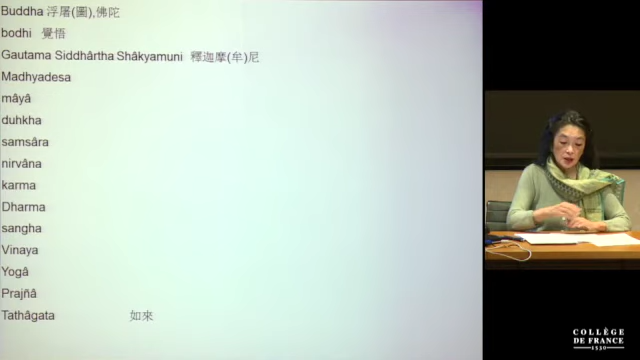 Buddha 浮屠(圖),佛陀
bodhi 覺悟
Gautama Siddhârtha Shâkyamuni 釋迦摩(牟)尼
Madhyadesa
mâyâ
duhkha
samsâra
nirvâna
karma
Dharma
sangha
Vinaya
Yogâ
Prajñâ
Tathâgata 如來
COLLÈGE
DE FRANCE
1530